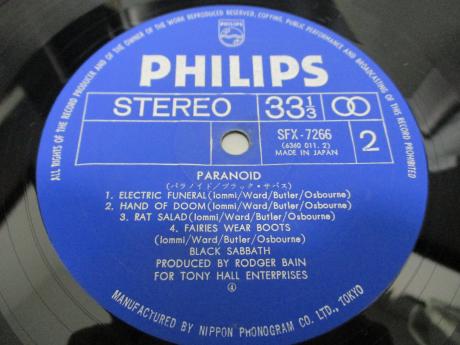 ALL RIGHTS OF THE RECORD PRODUCER AND OF THE OWNER OF THE WORK REPRODUCED RESERVED. COPYING, PUBLIC PERFORMANCE AND BROADCASTING OF THIS RECORD PROHIBITED
PHILIPS
PHILIPS
STEREO 33 1/3
SFX-7266 2
(6360 011.2)
MADE IN JAPAN
PARANOID
(パラノイド/ブラック・サバス)
1. ELECTRIC FUNERAL(Iommi/Ward/Butler/Osbourne)
2. HAND OF DOOM(Iommi/Ward/Butler/Osbourne)
3. RAT SALAD(Iommi/Ward/Butler/Osbourne)
4. FAIRIES WEAR BOOTS
(Iommi/Ward/Butler/Osbourne)
BLACK SABBATH
PRODUCED BY RODGER BAIN
FOR TONY HALL ENTERPRISES
④
MANUFACTURED BY NIPPON PHONOGRAM CO. LTD., TOKYO